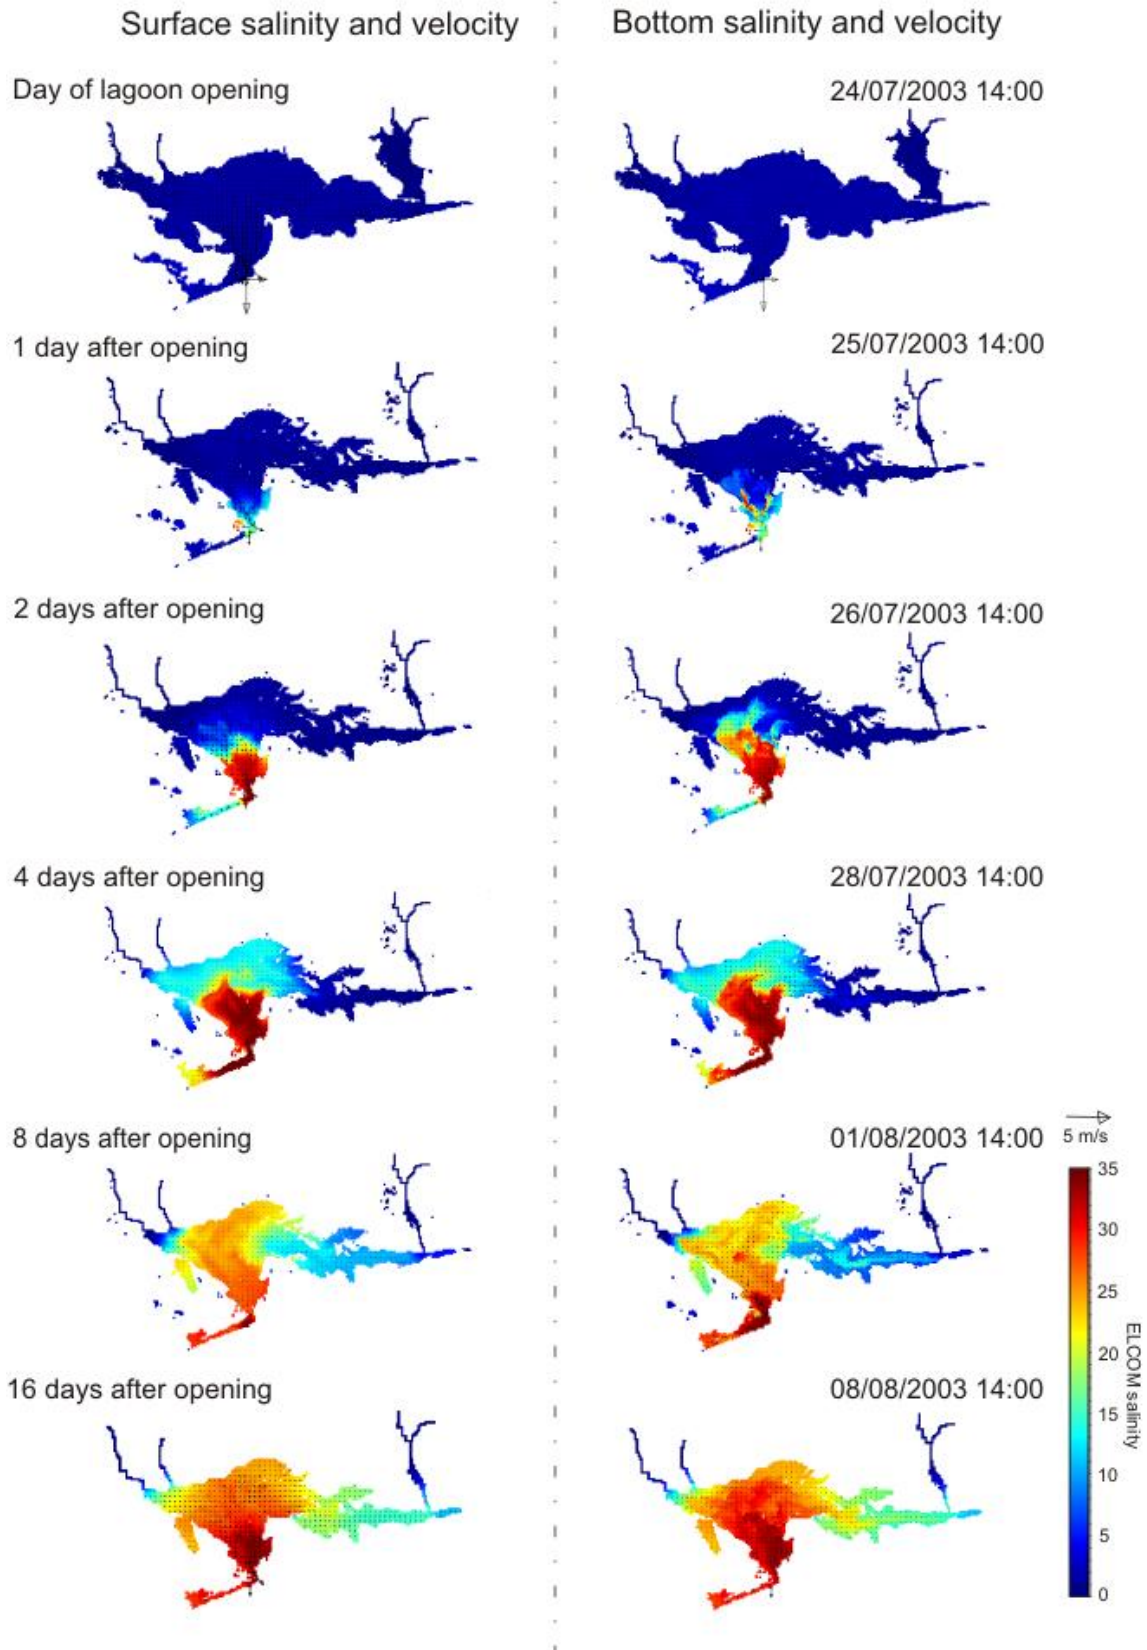 Surface salinity and velocity
Bottom salinity and velocity
Day of lagoon opening
24/07/2003 14:00
1 day after opening
25/07/2003 14:00
2 days after opening
26/07/2003 14:00
4 days after opening
28/07/2003 14:00
8 days after opening
01/08/2003 14:00
5 m/s
35
30
25
20
15
10
5
0
ELCOM salinity
16 days after opening
08/08/2003 14:00